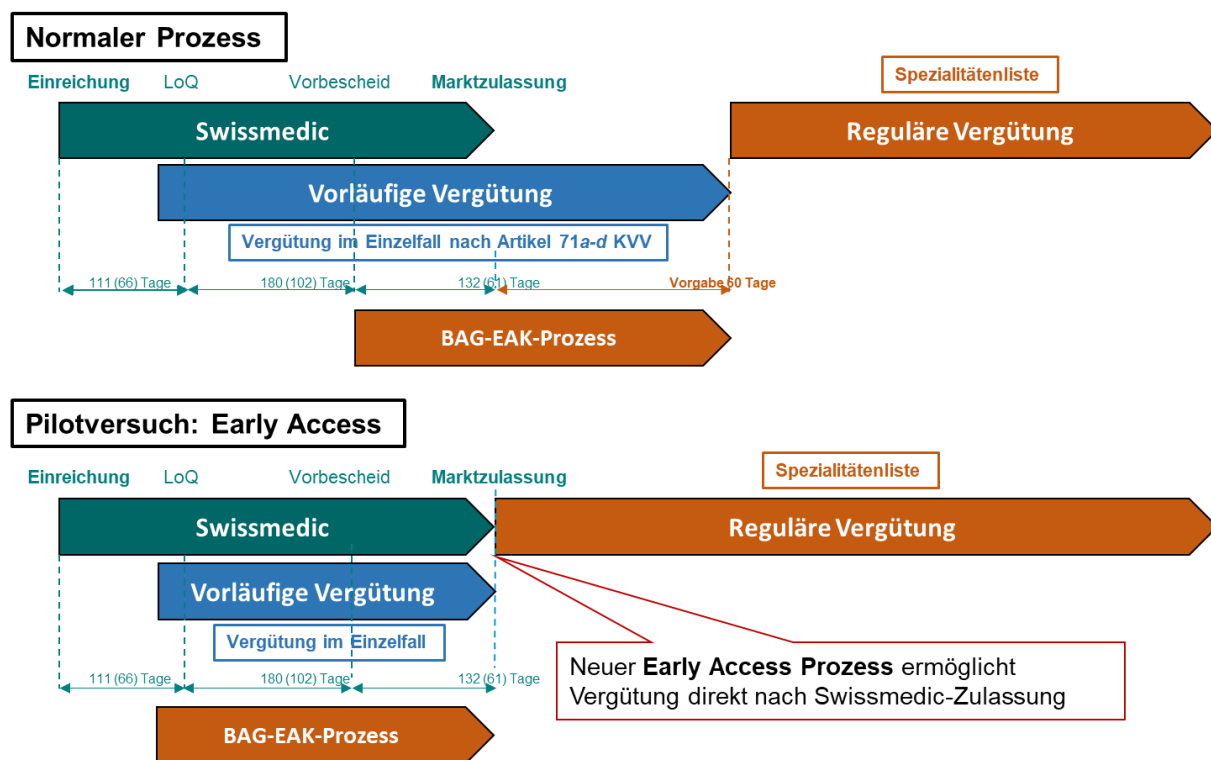 Normaler Prozess
Spezialitätenliste
Einreichung LoQ Vorbescheid Marktzulassung
Swissmedic
Reguläre Vergütung
Vorläufige Vergütung
Vergütung im Einzelfall nach Artikel 71a-d KVV
111 (66) Tage 180 (102) Tage 132 (61) Tage Vorgabe 60 Tage
BAG-EAK-Prozess
Pilotversuch: Early Access
Spezialitätenliste
Einreichung LoQ Vorbescheid Marktzulassung
Swissmedic
Reguläre Vergütung
Vorläufige Vergütung
Vergütung im Einzelfall
Neuer Early Access Prozess ermöglicht
Vergütung direkt nach Swissmedic-Zulassung
111 (66) Tage 180 (102) Tage 132 (61) Tage
BAG-EAK-Prozess